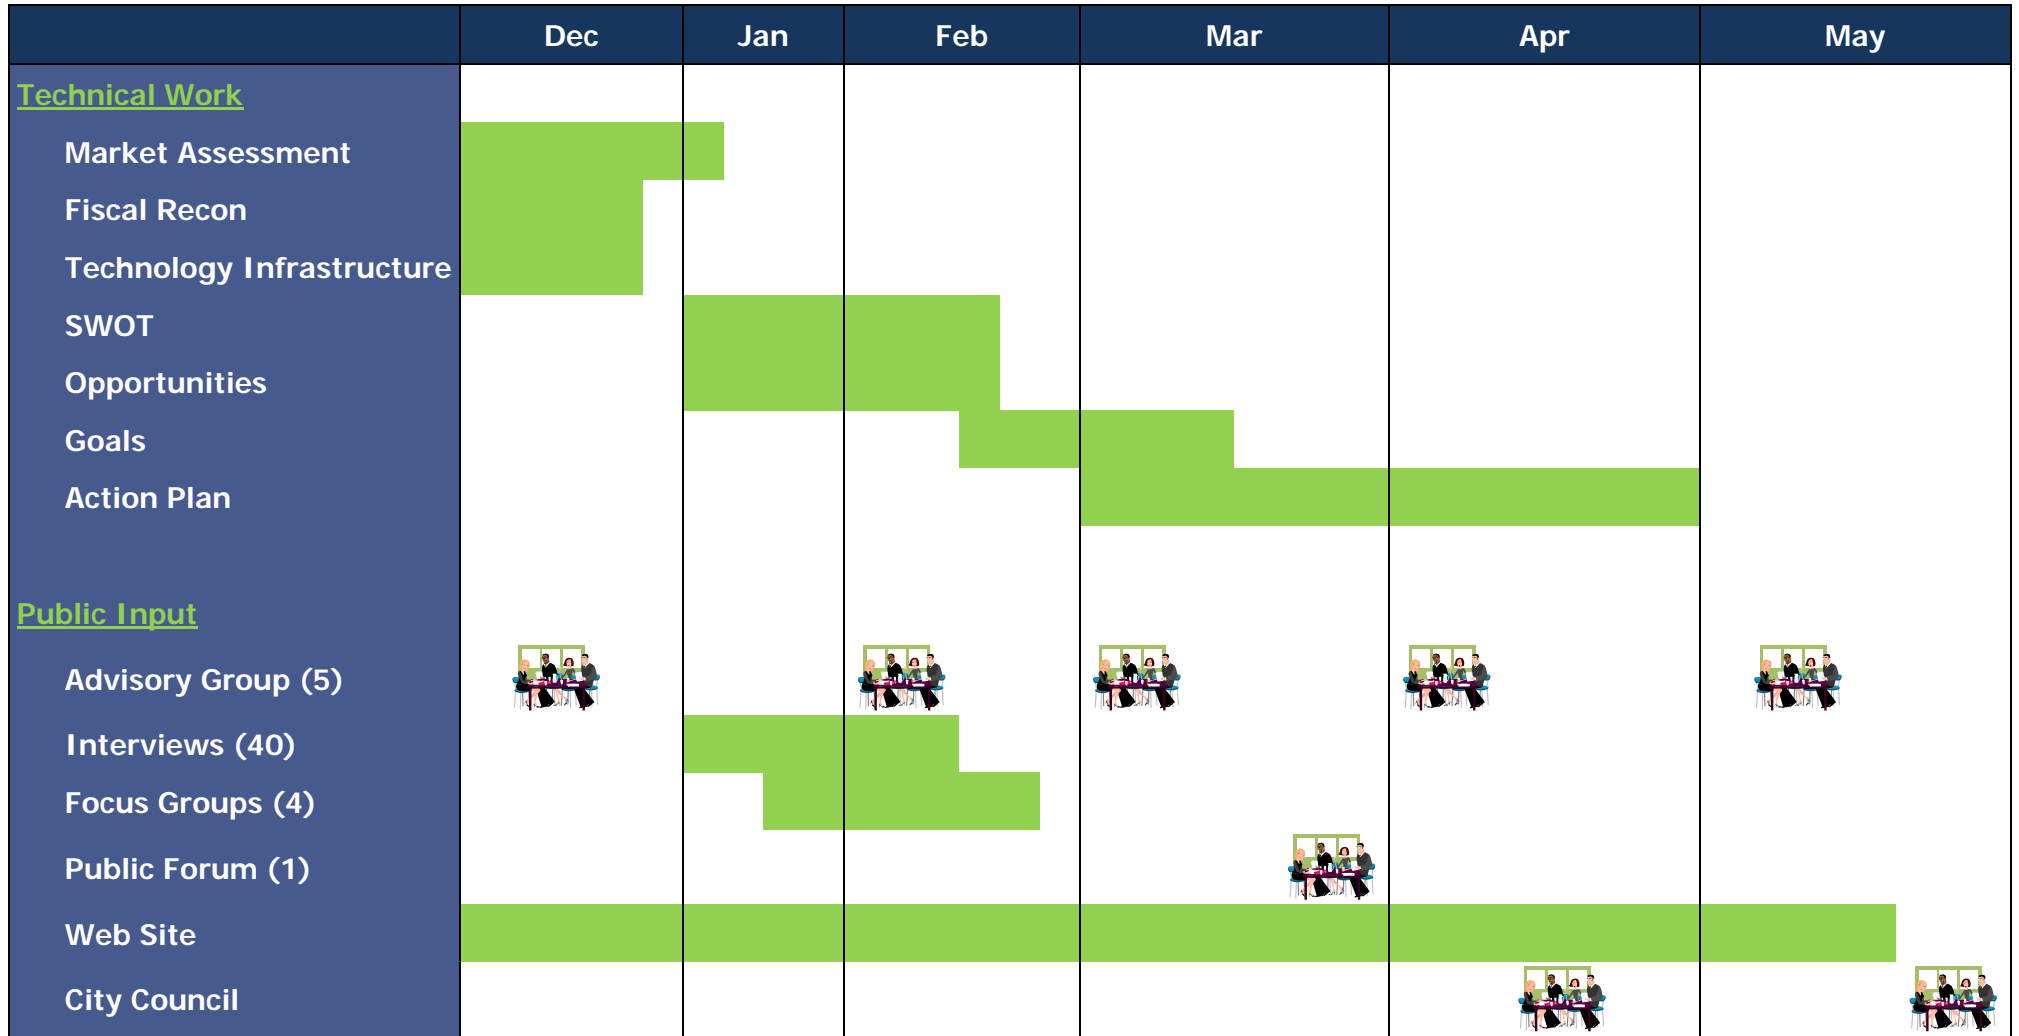 Dec Jan Feb Mar Apr May
Technical Work
Market Assessment
Fiscal Recon
Technology Infrastructure
SWOT
Opportunities
Goals
Action Plan
Public Input
Advisory Group (5)
Interviews (40)
Focus Groups (4)
Public Forum (1)
Web Site
City Council